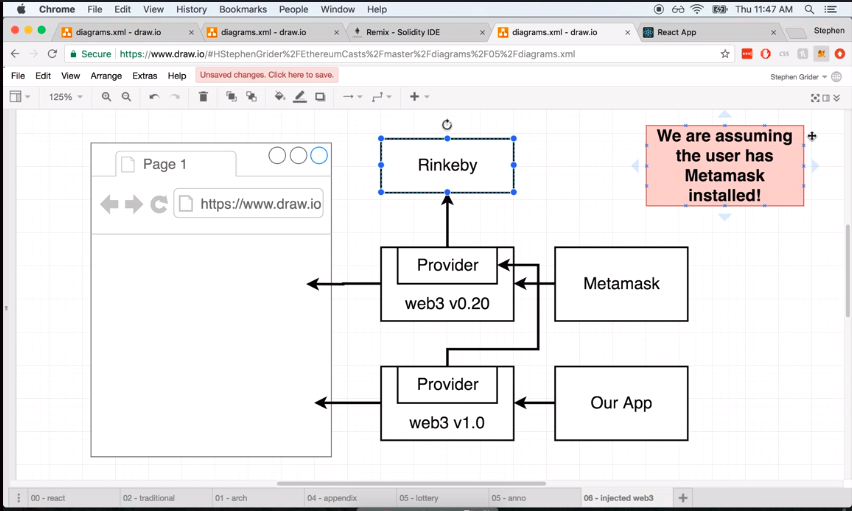 Chrome File Edit View History Bookmarks People Window Help Thu 11:47 AM
diagrams.xml - draw.io diagrams.xml - draw.io Remix - Solidity IDE diagrams.xml - draw.io React App Stephen
Secure https://www.draw.io/#HStephenGrider%2FEthereumCasts%2Fmaster%2Fdiagrams%2F05%2Fdiagrams.xml
File Edit View Arrange Extras Help Unsaved changes. Click here to save. Stephen Grider
125%
We are assuming
the user has
Metamask
installed!
Page 1
https://www.draw.io
Rinkeby
Provider
web3 v0.20
Metamask
Provider
web3 v1.0
Our App
00 - react 02 - traditional 01 - arch 04 - appendix 05 - lottery 05 - anno 06 - injected web3